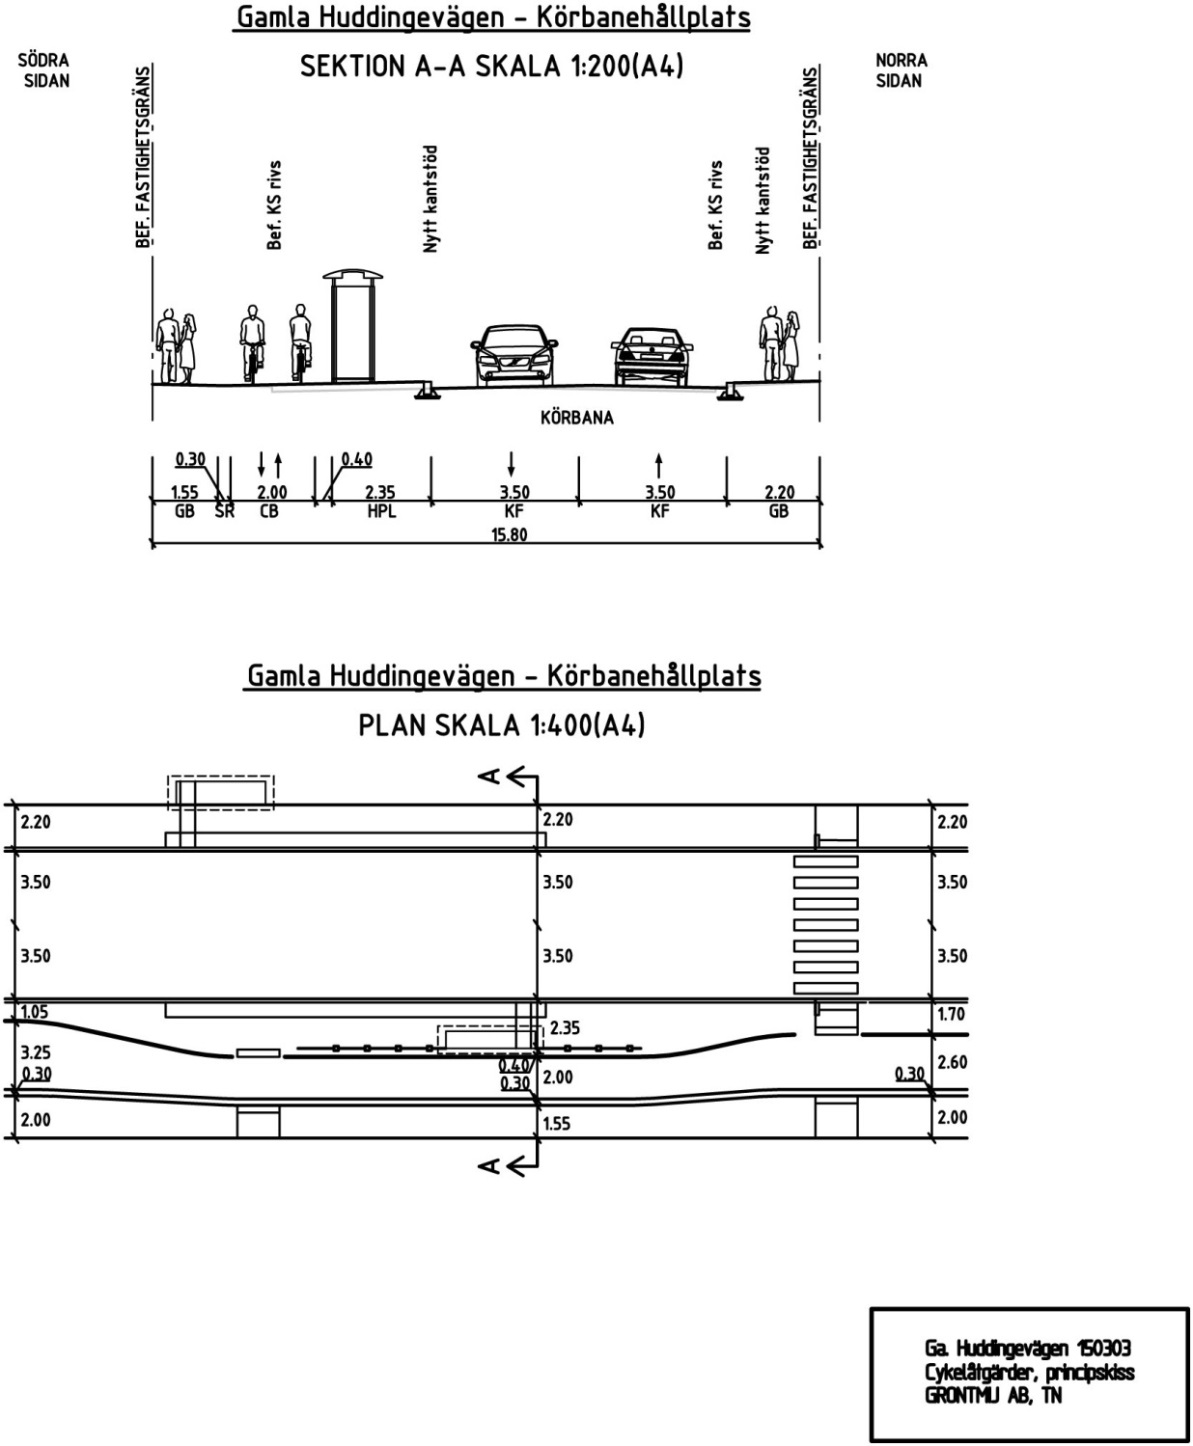 Gamla Huddingevägen - Körbanehållplats
SEKTION A-A SKALA 1:200(A4)
SÖDRA
SIDAN
NORRA
SIDAN
BEF. FASTIGHETSGRÄNS
Bef. KS rivs
Nytt kantstöd
Bef. KS rivs
Nytt kantstöd
BEF. FASTIGHETSGRÄNS
KÖRBANA
0.30
0.40
1.55
2.00
2.35
3.50
3.50
2.20
GB
SR
CB
HPL
KF
KF
GB
15.80
Gamla Huddingevägen - Körbanehållplats
PLAN SKALA 1:400(A4)
A
2.20
2.20
2.20
3.50
3.50
3.50
3.50
3.50
3.50
1.05
2.35
1.70
3.25
0.40
2.60
0.30
0.30
2.00
0.30
2.00
1.55
2.00
A
Ga. Huddingevägen 150303
Cykelåtgärder, principskiss
GRONTMIJ AB, TN